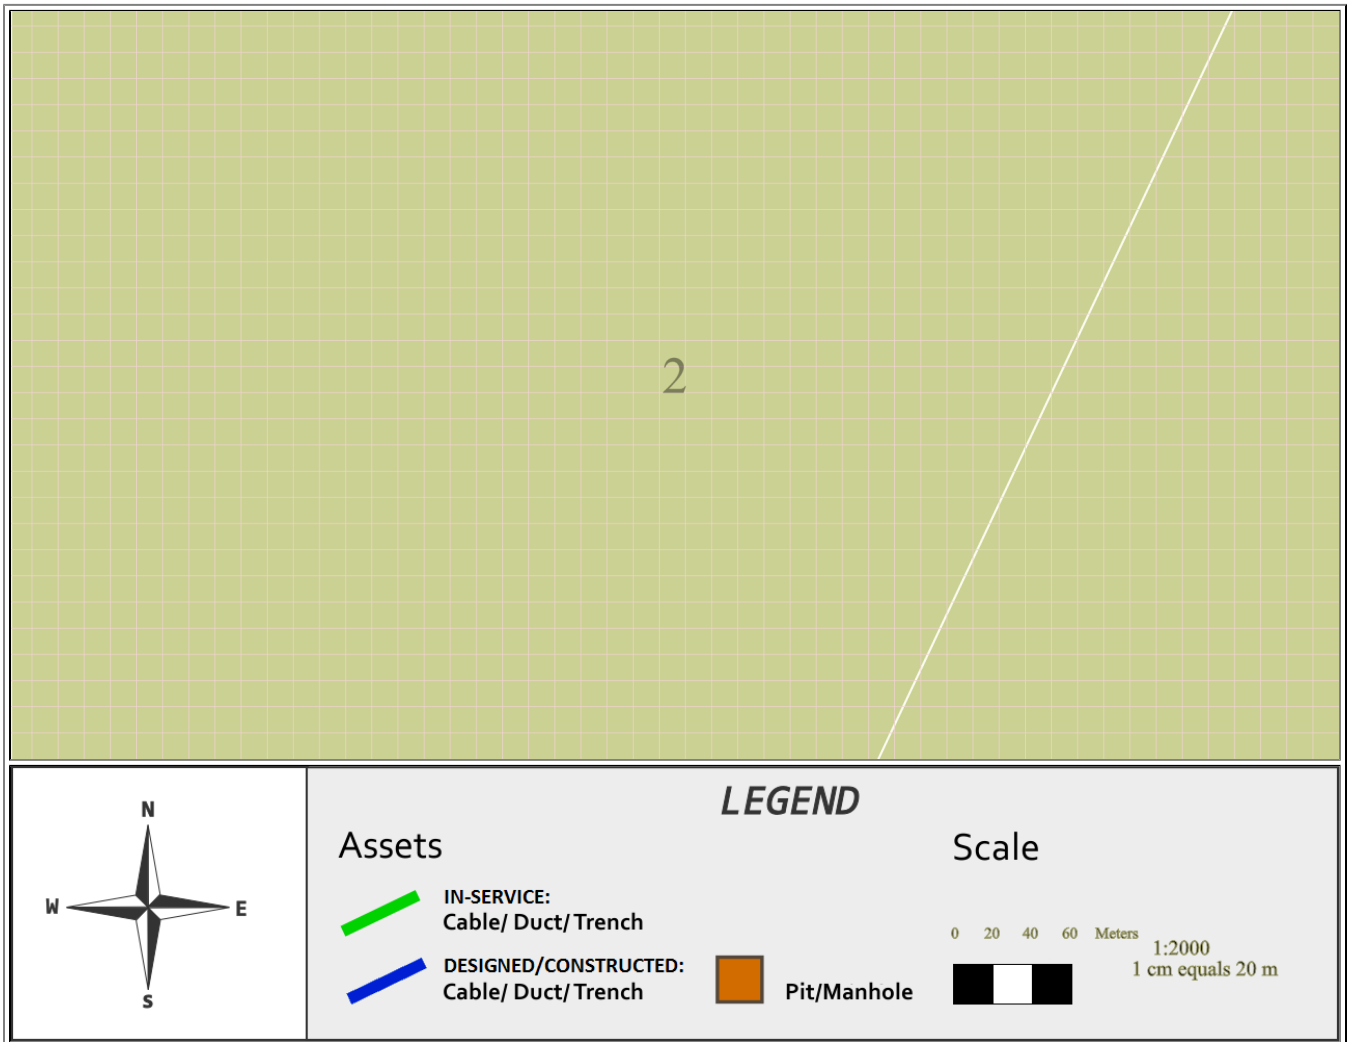 2
N
W
E
S
LEGEND
Assets
IN-SERVICE:
Cable/ Duct/ Trench
DESIGNED/CONSTRUCTED:
Cable/ Duct/ Trench
Pit/Manhole
Scale
0 20 40 60 Meters
1:2000
1 cm equals 20 m